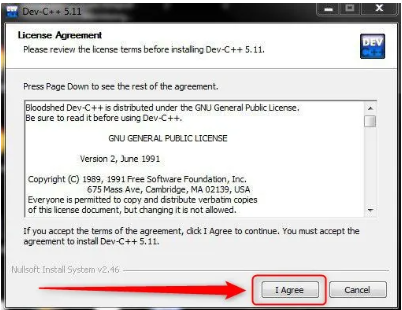 Dev-C++ 5.11
License Agreement
Please review the license terms before installing Dev-C++ 5.11.
DEV
C++
Press Page Down to see the rest of the agreement.
Bloodshed Dev-C++ is distributed under the GNU General Public License.
Be sure to read it before using Dev-C++.
GNU GENERAL PUBLIC LICENSE
Version 2, June 1991
Copyright (C) 1989, 1991 Free Software Foundation, Inc.
675 Mass Ave, Cambridge, MA 02139, USA
Everyone is permitted to copy and distribute verbatim copies
of this license document, but changing it is not allowed.
If you accept the terms of the agreement, click I Agree to continue. You must accept the
agreement to install Dev-C++ 5.11.
Nullsoft Install System v2.46
I Agree
Cancel